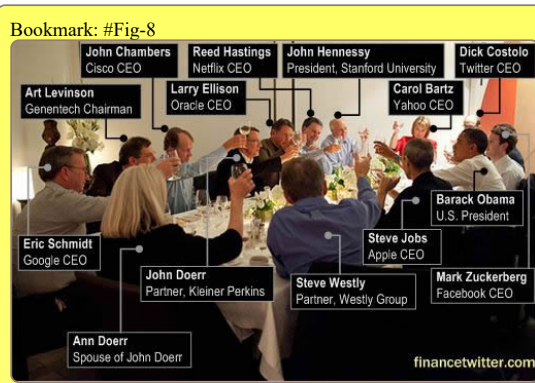 Bookmark: #Fig-8
John Chambers
Cisco CEO
Reed Hastings
Netflix CEO
John Hennessy
President, Stanford University
Dick Costolo
Twitter CEO
Art Levinson
Genentech Chairman
Larry Ellison
Oracle CEO
Carol Bartz
Yahoo CEO
Barack Obama
U.S. President
Eric Schmidt
Google CEO
Steve Jobs
Apple CEO
John Doerr
Partner, Kleiner Perkins
Steve Westly
Partner, Westly Group
Mark Zuckerberg
Facebook CEO
Ann Doerr
Spouse of John Doerr
financetwitter.com